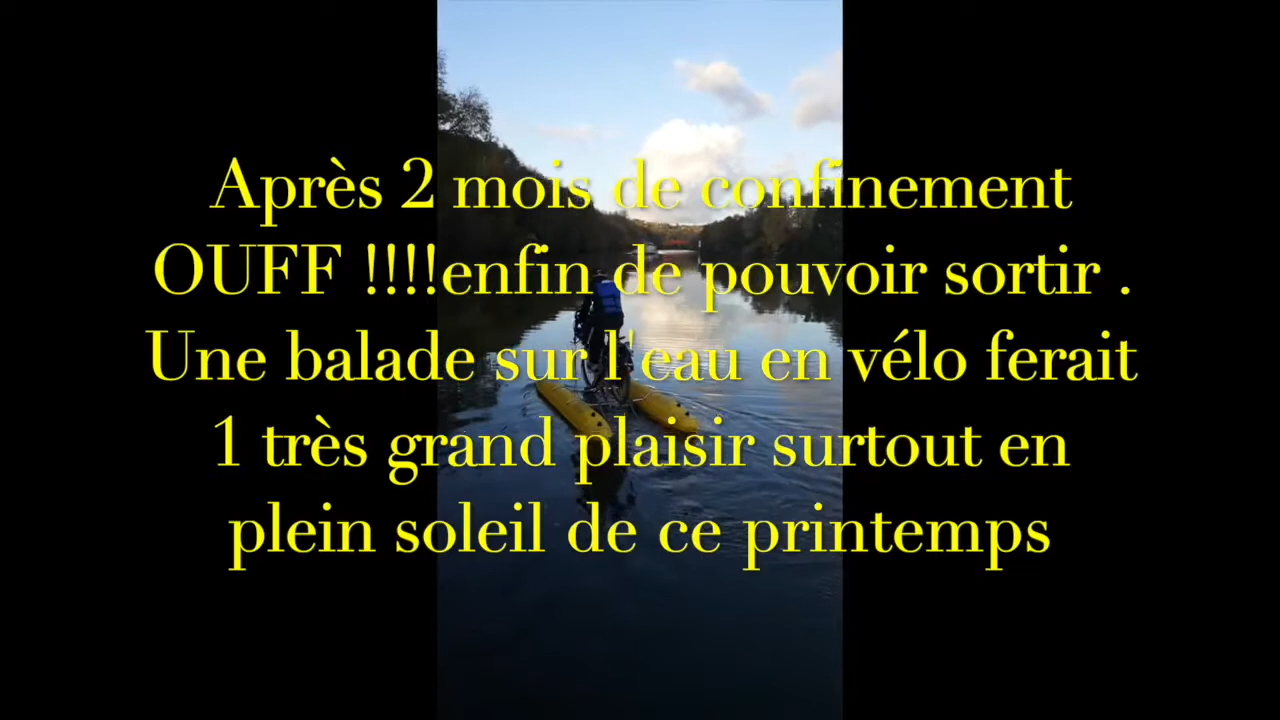 Après 2 mois de confinement
OUFF !!!!enfin de pouvoir sortir .
Une balade sur l'eau en vélo ferait
1 très grand plaisir surtout en
plein soleil de ce printemps